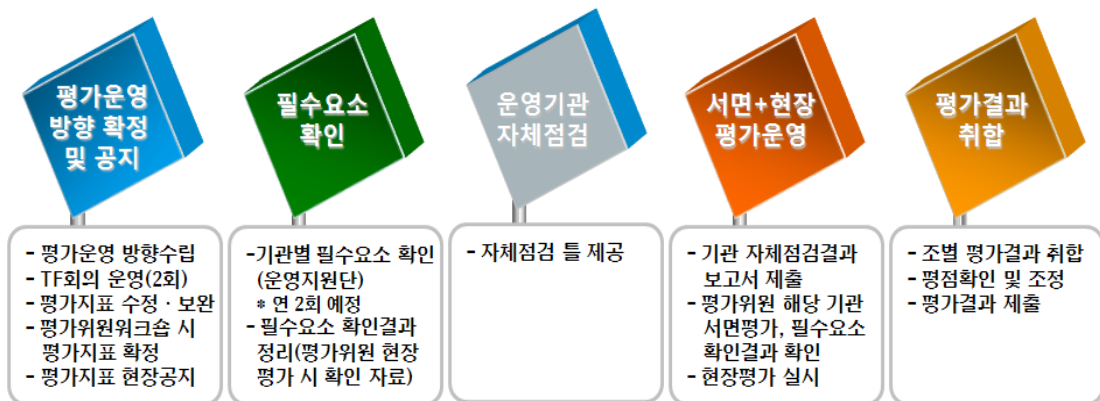 평가운영
방향 확정
및 공지
필수요소
확인
운영기관
자체점검
서면+현장
평가운영
평가결과
취합
- 평가운영 방향수립
- TF회의 운영(2회)
- 평가지표 수정 · 보완
- 평가위원워크숍 시
평가지표 확정
- 평가지표 현장공지
-기관별 필수요소 확인
(운영지원단)
* 연 2회 예정
- 필수요소 확인결과
정리(평가위원 현장
평가 시 확인 자료)
- 자체점검 틀 제공
- 기관 자체점검결과
보고서 제출
- 평가위원 해당 기관
서면평가, 필수요소
확인결과 확인
- 현장평가 실시
- 조별 평가결과 취합
- 평점확인 및 조정
- 평가결과 제출